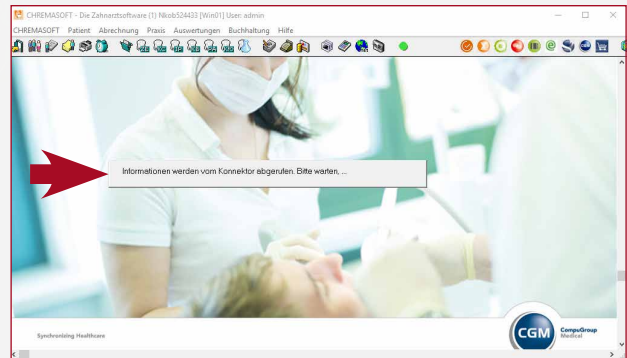 CHREMASOFT - Die Zahnarztsoftware (1) Nlkob524433 [Win01] User: admin
CHREMASOFT Patient Abrechnung Praxis Auswertungen Buchhaltung Hilfe
Informationen werden vom Konnektor abgerufen. Bitte warten, ...
Synchronizing Healthcare
CGM
CompuGroup
Medical